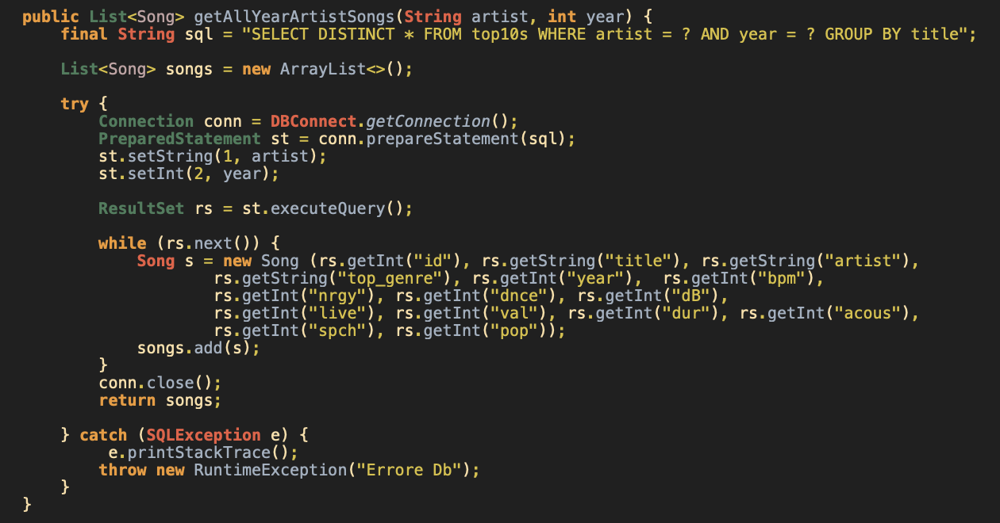 public List<Song> getAllYearArtistSongs(String artist, int year) {
final String sql = "SELECT DISTINCT * FROM top10s WHERE artist = ? AND year = ? GROUP BY title";
List<Song> songs = new ArrayList<>();
try {
Connection conn = DBConnect.getConnection();
PreparedStatement st = conn.prepareStatement(sql);
st.setString(1, artist);
st.setInt(2, year);
ResultSet rs = st.executeQuery();
while (rs.next()) {
Song s = new Song (rs.getInt("id"), rs.getString("title"), rs.getString("artist"),
rs.getString("top_genre"), rs.getInt("year"),  rs.getInt("bpm"),
rs.getInt("nrgy"), rs.getInt("dnce"), rs.getInt("dB"),
rs.getInt("live"), rs.getInt("val"), rs.getInt("dur"), rs.getInt("acous"),
rs.getInt("spch"), rs.getInt("pop"));
songs.add(s);
}
conn.close();
return songs;
} catch (SQLException e) {
e.printStackTrace();
throw new RuntimeException("Errore Db");
}
}